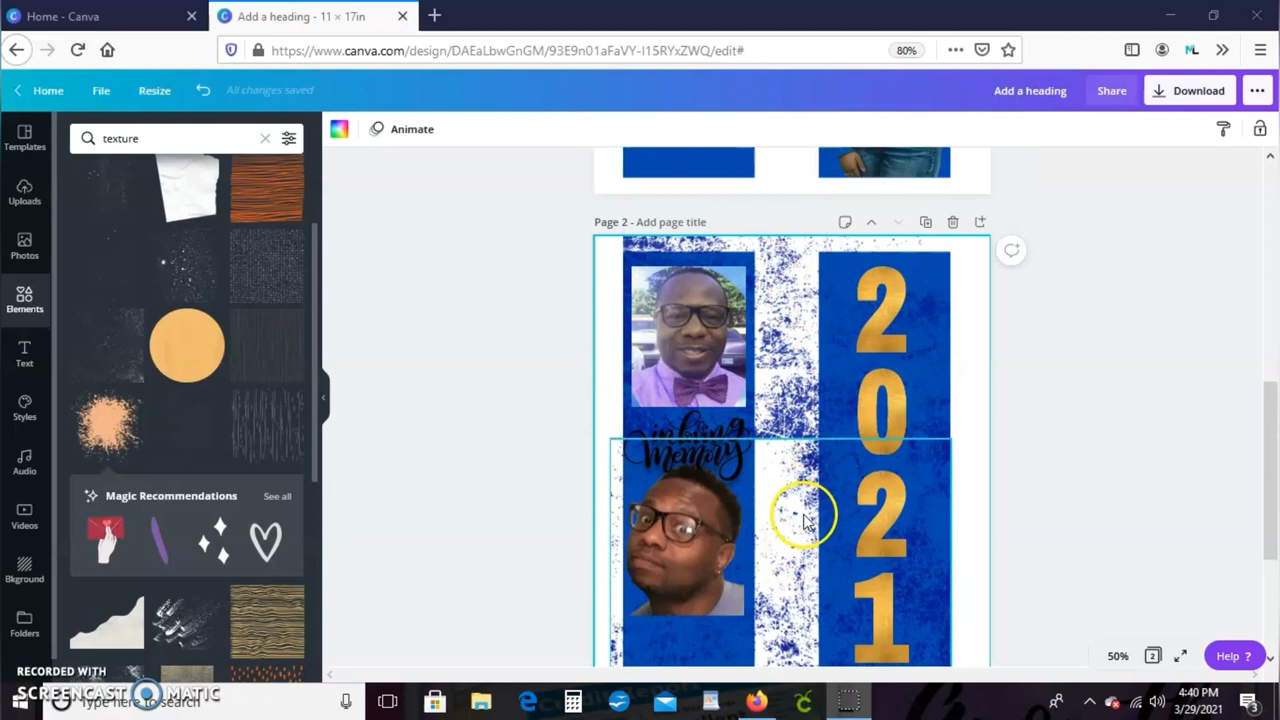 Home - Canva
Add a heading - 11 × 17in
https://www.canva.com/design/DAEaLbwGnGM/93E9n01aFaVY-I15RYxZWQ/edit#
80%
Home
File
Resize
All changes saved
Add a heading
Share
Download
texture
Animate
Templates
Uploads
Photos
Elements
Text
Styles
Audio
Videos
Bkground
Folders
Magic Recommendations
See all
Page 2 - Add page title
in loving
memory
2
0
2
1
50%
2
Help ?
RECORDED WITH
SCREENCAST MATIC
Type here to search
4:40 PM
3/29/2021
3